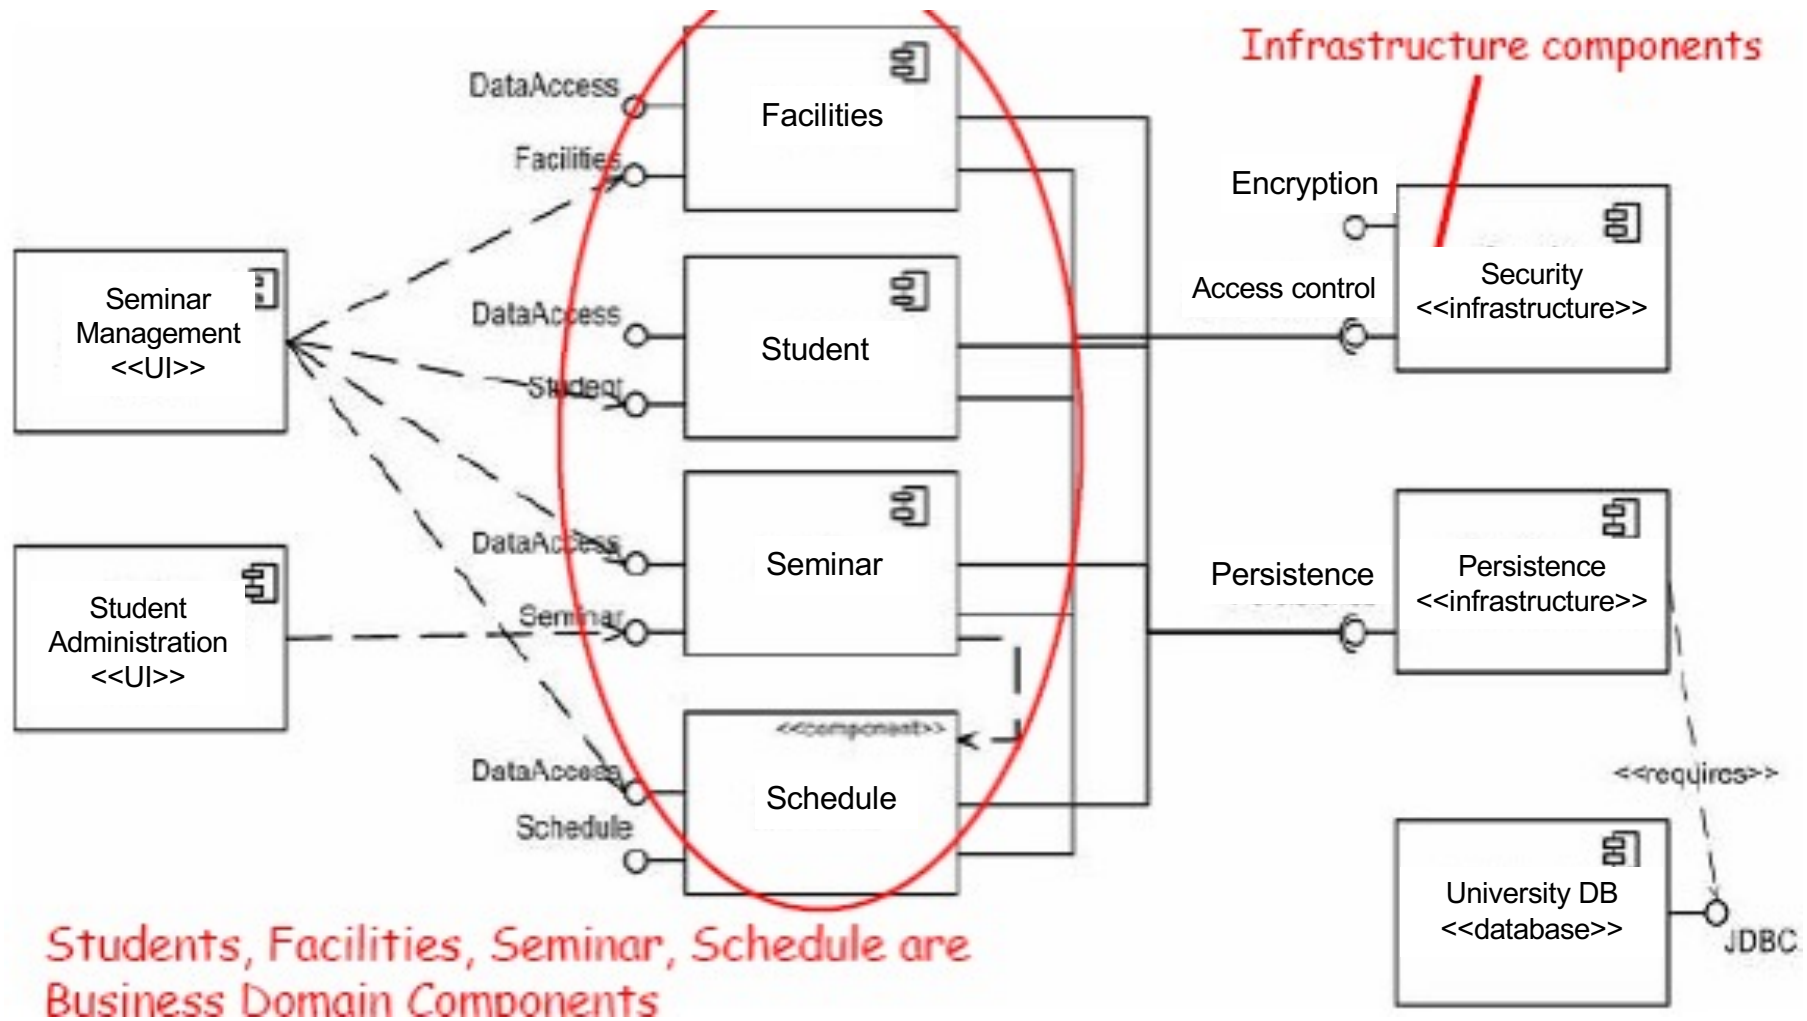 Infrastructure components
DataAccess
Facilities
Facilities
Encryption
Access control
Security
<<infrastructure>>
Seminar
Management
<<UI>>
DataAccess
Student
Student
DataAccess
Seminar
Seminar
Persistence
Persistence
<<infrastructure>>
Student
Administration
<<UI>>
<<component>>
DataAccess
Schedule
Schedule
<<requires>>
University DB
<<database>>
JDBC
Students, Facilities, Seminar, Schedule are
Business Domain Components